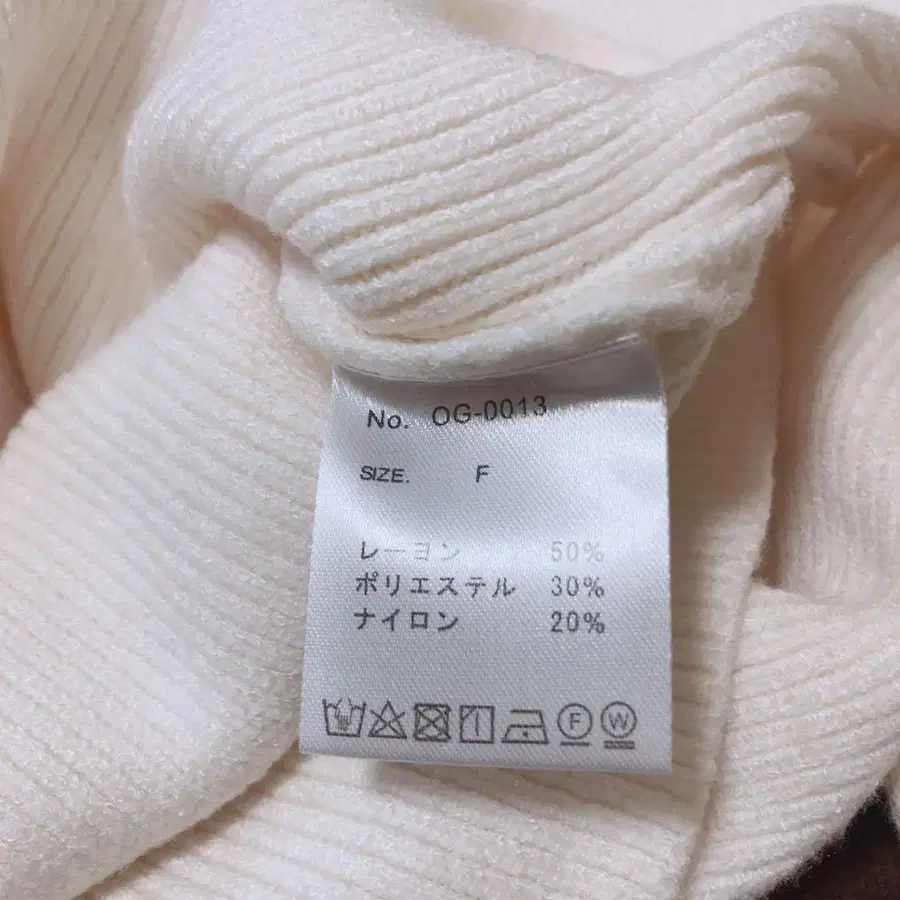 No. OG-0013
SIZE. F
レーヨン 50%
ポリエステル 30%
ナイロン 20%
F W